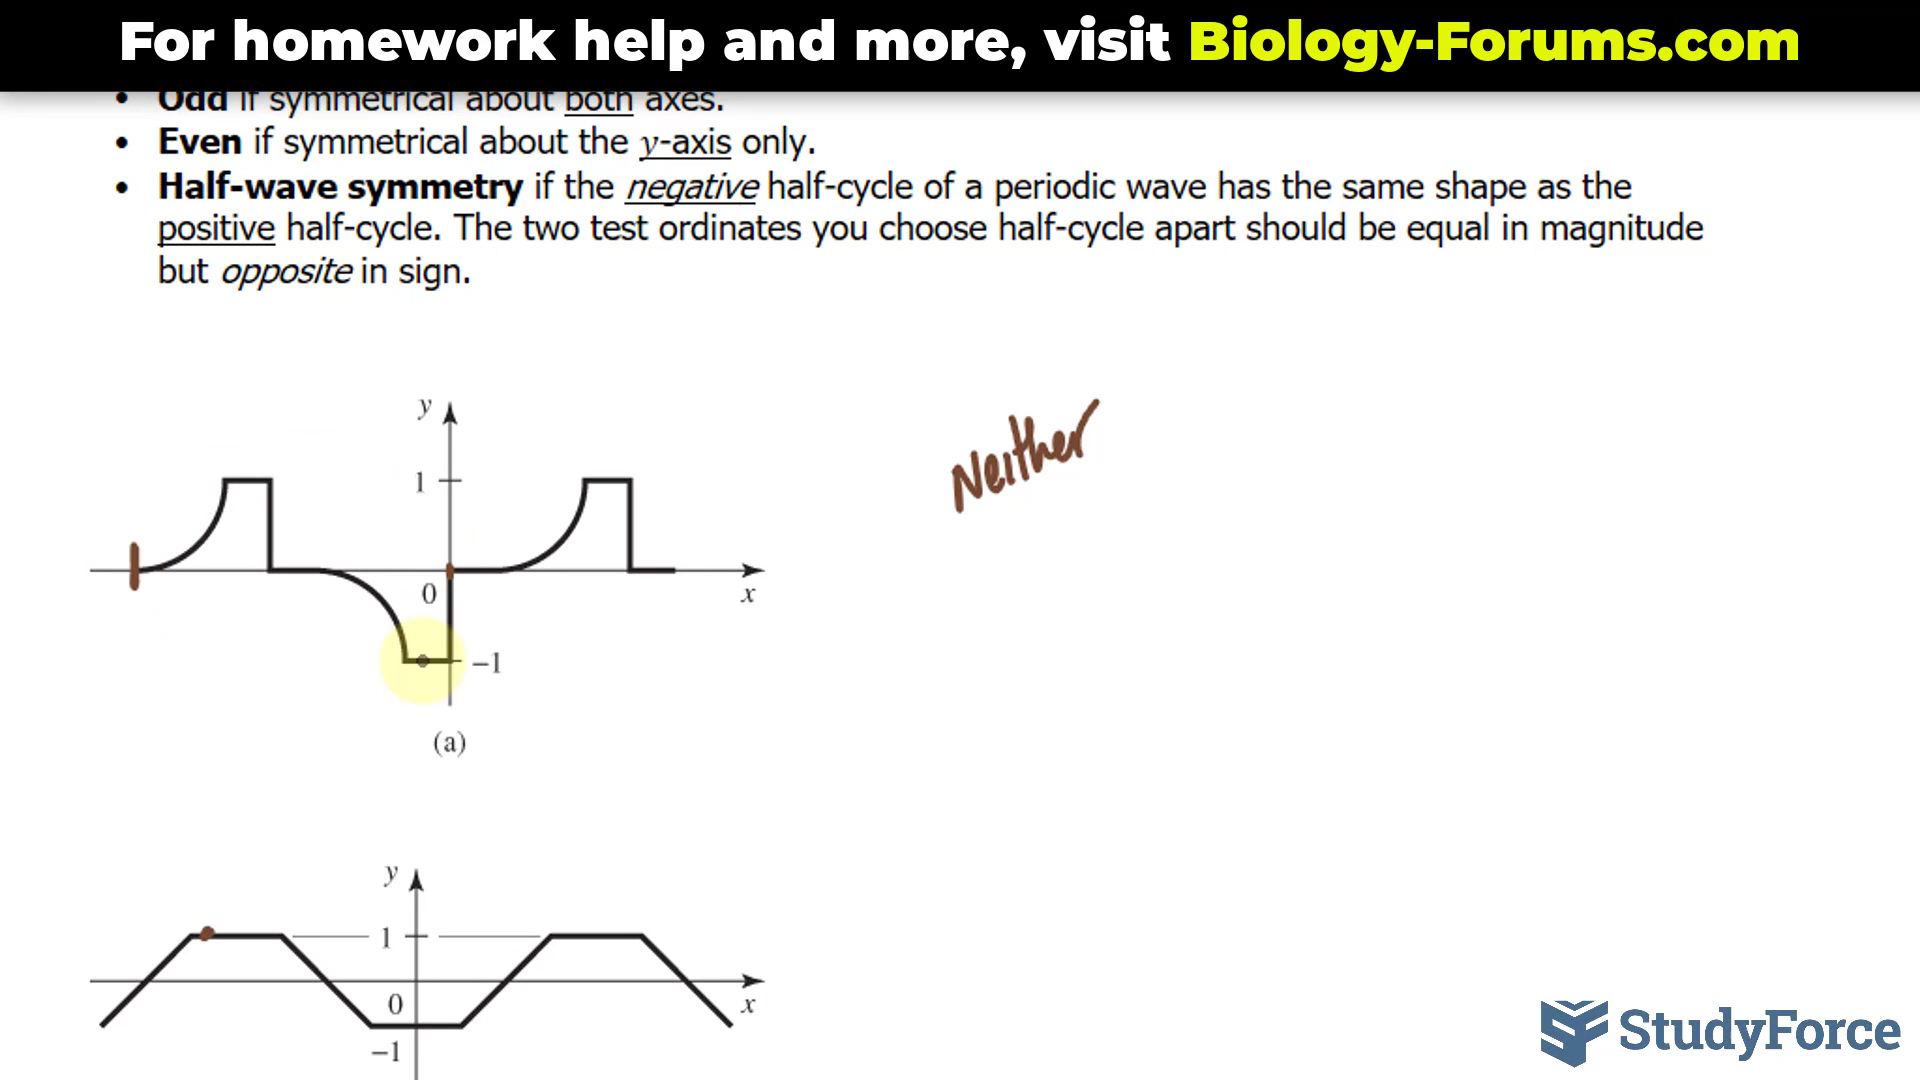 For homework help and more, visit Biology-Forums.com
• Odd if symmetrical about both axes.
• Even if symmetrical about the y-axis only.
• Half-wave symmetry if the negative half-cycle of a periodic wave has the same shape as the
positive half-cycle. The two test ordinates you choose half-cycle apart should be equal in magnitude
but opposite in sign.
y
Neither
1
0
x
-1
(a)
y
1
0
x
-1
StudyForce